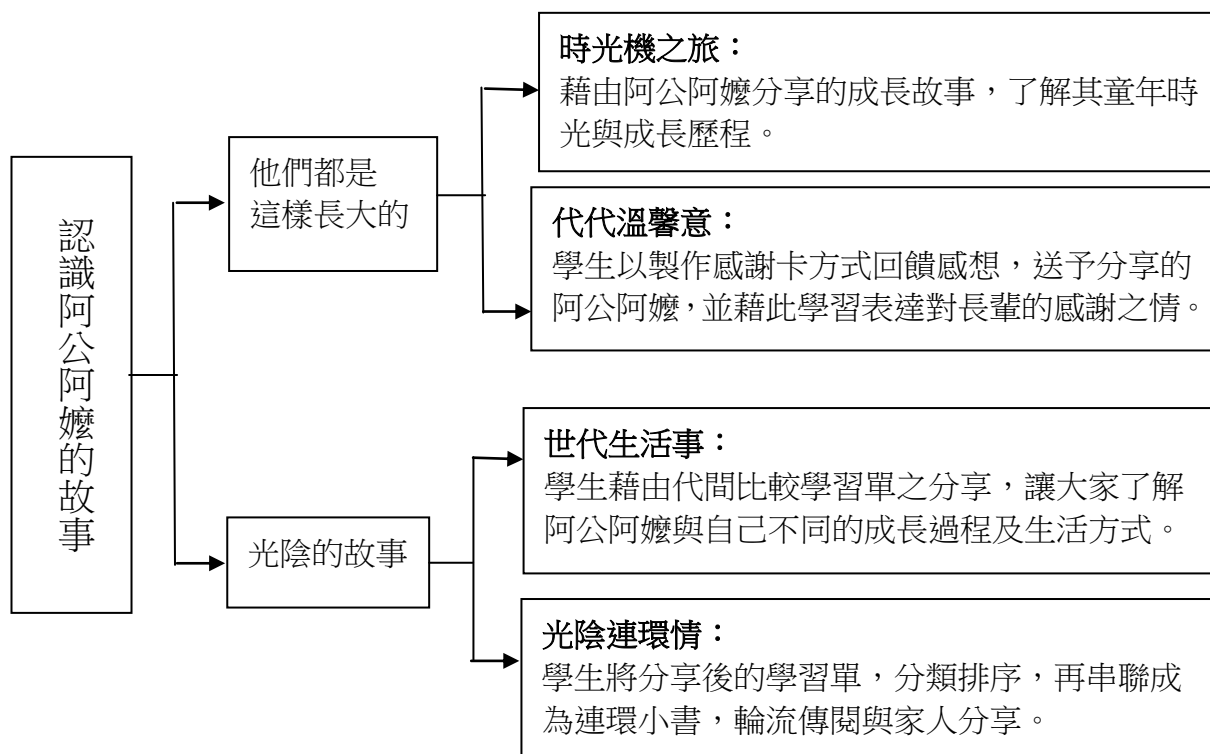 認識阿公阿嬤的故事
他們都是
這樣長大的
時光機之旅：
藉由阿公阿嬤分享的成長故事，了解其童年時
光與成長歷程。
代代溫馨意：
學生以製作感謝卡方式回饋感想，送予分享的
阿公阿嬤，並藉此學習表達對長輩的感謝之情。
光陰的故事
世代生活事：
學生藉由代間比較學習單之分享，讓大家了解
阿公阿嬤與自己不同的成長過程及生活方式。
光陰連環情：
學生將分享後的學習單，分類排序，再串聯成
為連環小書，輪流傳閱與家人分享。